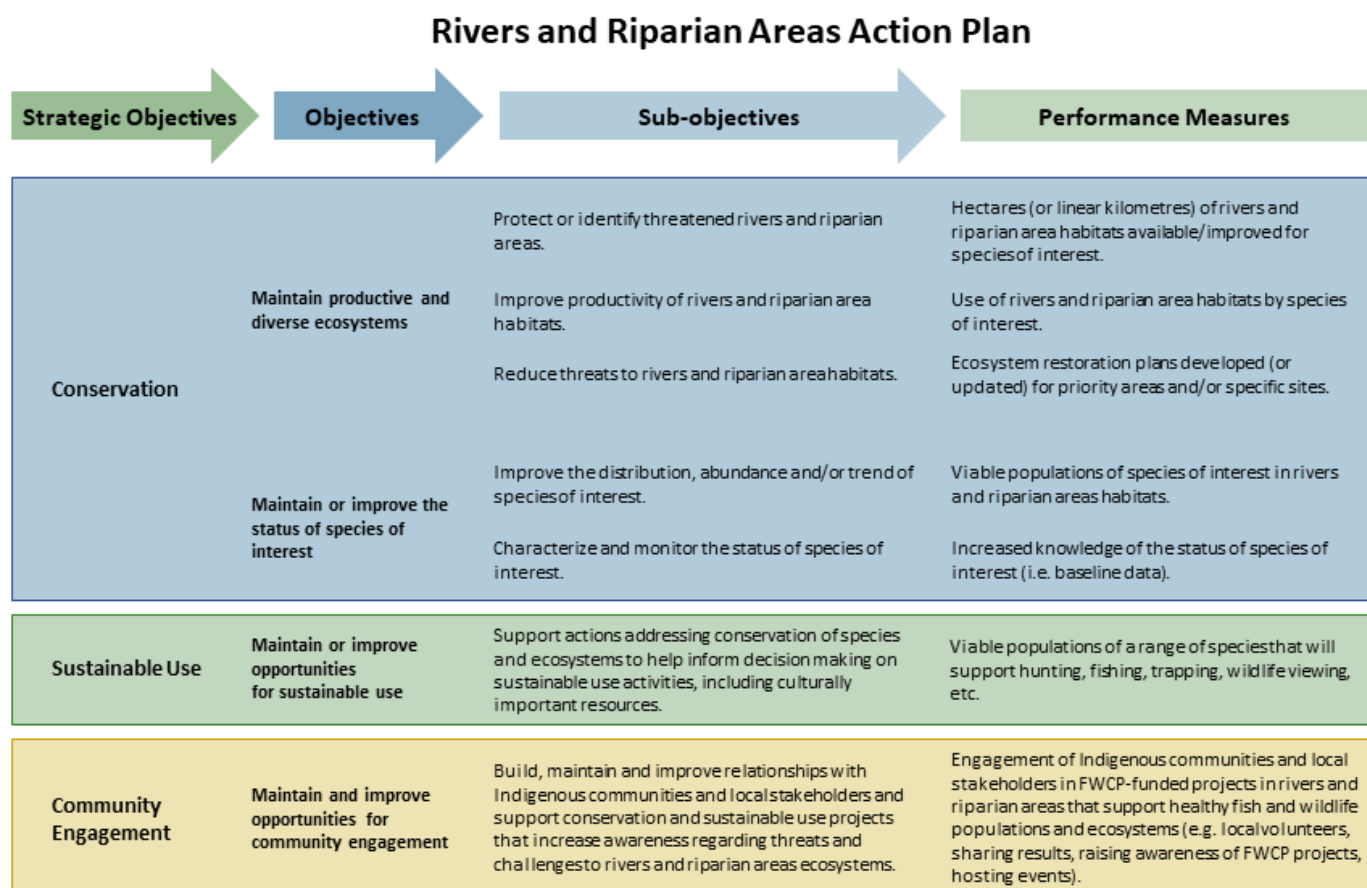 Rivers and Riparian Areas Action Plan
Strategic Objectives
Objectives
Sub-objectives
Performance Measures
Conservation
Maintain productive and
diverse ecosystems
Protect or identify threatened rivers and riparian
areas.
Hectares (or linear kilometres) of rivers and
riparian area habitats available/improved for
species of interest.
Improve productivity of rivers and riparian area
habitats.
Use of rivers and riparian area habitats by species
of interest.
Reduce threats to rivers and riparian area habitats.
Ecosystem restoration plans developed (or
updated) for priority areas and/or specific sites.
Maintain or improve the
status of species of
interest
Improve the distribution, abundance and/or trend of
species of interest.
Viable populations of species of interest in rivers
and riparian areas habitats.
Characterize and monitor the status of species of
interest.
Increased knowledge of the status of species of
interest (i.e. baseline data).
Sustainable Use
Maintain or improve
opportunities
for sustainable use
Support actions addressing conservation of species
and ecosystems to help inform decision making on
sustainable use activities, including culturally
important resources.
Viable populations of a range of species that will
support hunting, fishing, trapping, wildlife viewing,
etc.
Community
Engagement
Maintain and improve
opportunities for
community engagement
Build, maintain and improve relationships with
Indigenous communities and local stakeholders and
support conservation and sustainable use projects
that increase awareness regarding threats and
challenges to rivers and riparian areas ecosystems.
Engagement of Indigenous communities and local
stakeholders in FWCP-funded projects in rivers and
riparian areas that support healthy fish and wildlife
populations and ecosystems (e.g. local volunteers,
sharing results, raising awareness of FWCP projects,
hosting events).